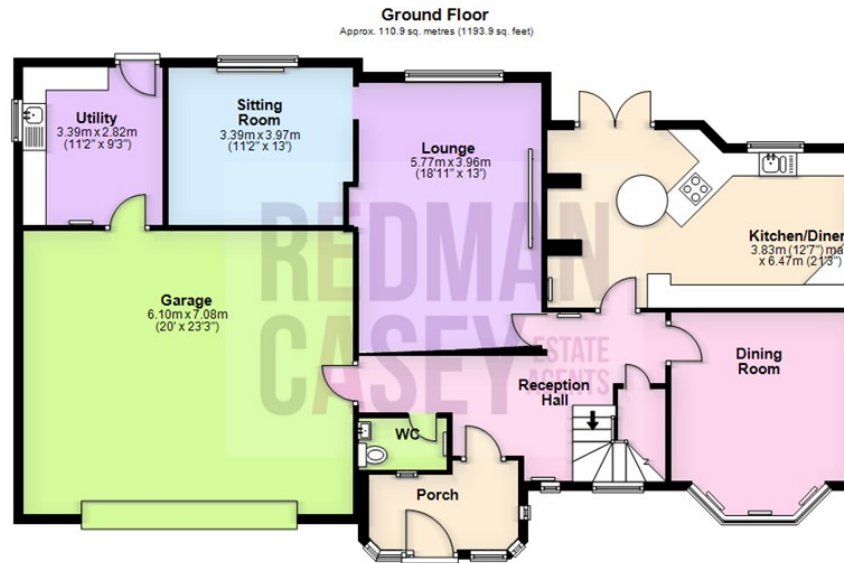 Ground Floor
Approx. 110.9 sq. metres (1193.9 sq. feet)
Utility
3.39m x 2.82m
(11'2" x 9'3")
Sitting
Room
3.39m x 3.97m
(11'2" x 13')
Lounge
5.77m x 3.96m
(18'11" x 13')
Kitchen/Diner
3.83m (12'7") ma
x 6.47m (21'3")
Garage
6.10m x 7.08m
(20' x 23'3")
REDMAN
CASEY
ESTATE
AGENTS
Dining
Room
Reception
Hall
WC
Porch